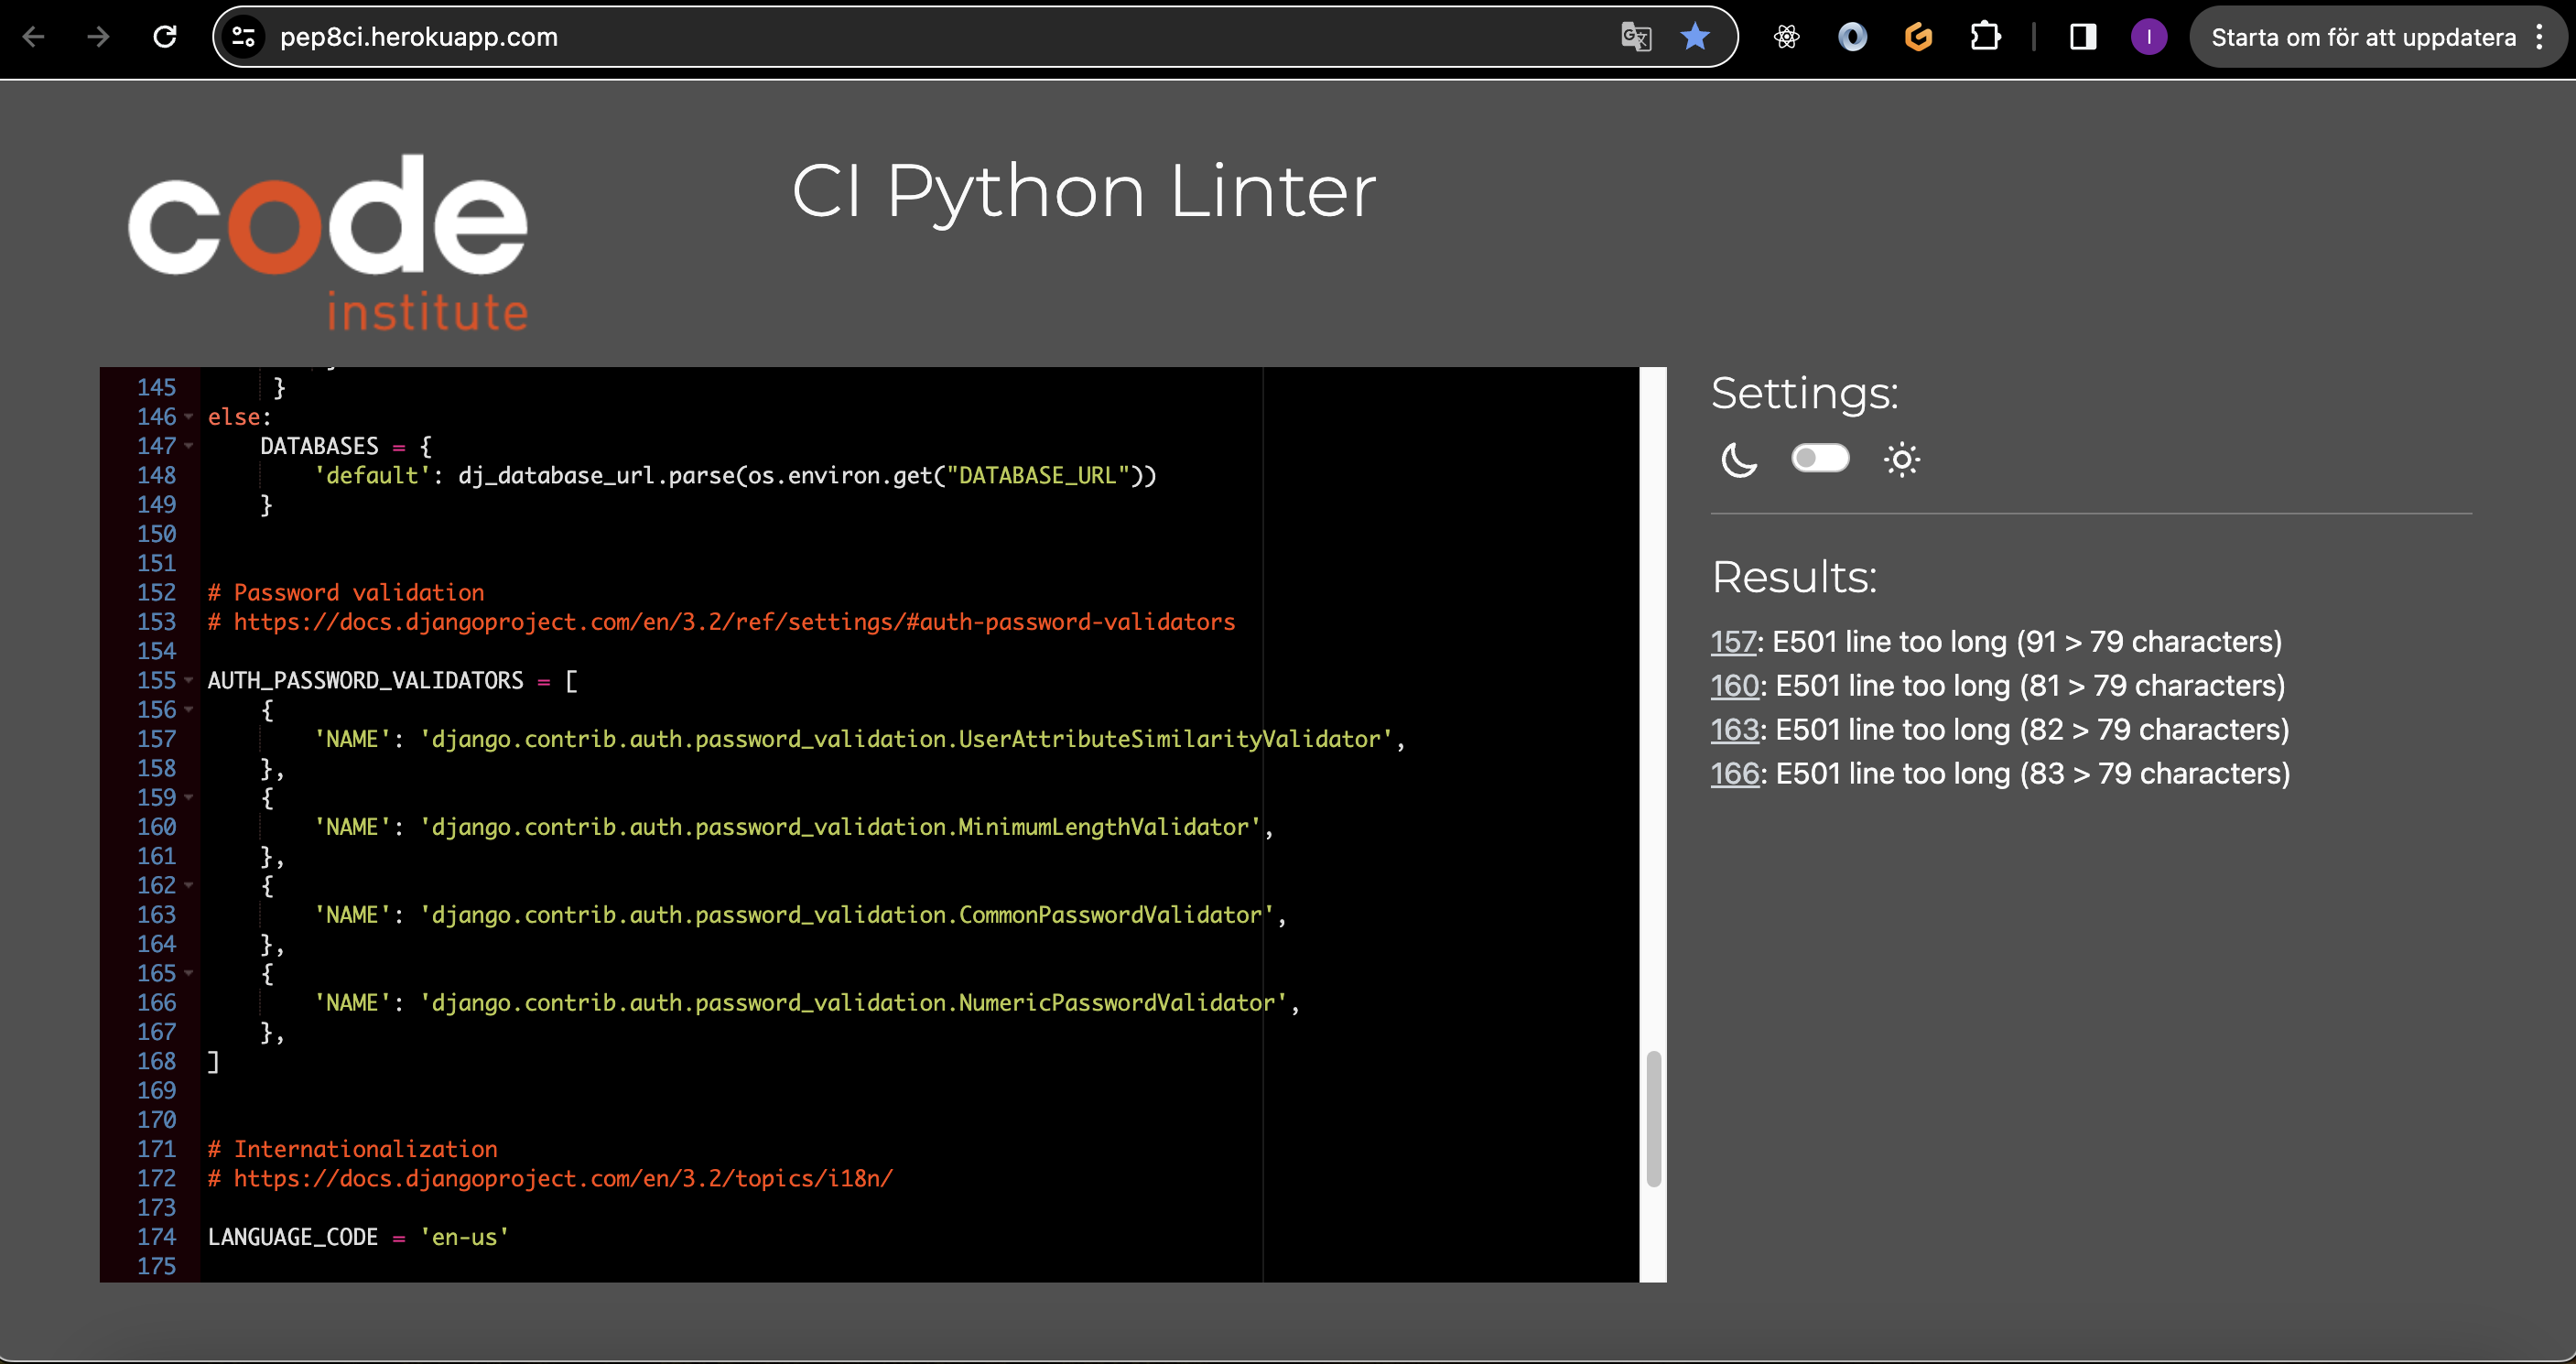 pep8ci.herokuapp.com
Starta om för att uppdatera
I
code
institute
CI Python Linter
145 }
146 else:
147 DATABASES = {
148 'default': dj_database_url.parse(os.environ.get("DATABASE_URL"))
149 }
150
151
152 # Password validation
153 # https://docs.djangoproject.com/en/3.2/ref/settings/#auth-password-validators
154
155 AUTH_PASSWORD_VALIDATORS = [
156 {
157 'NAME': 'django.contrib.auth.password_validation.UserAttributeSimilarityValidator',
158 },
159 {
160 'NAME': 'django.contrib.auth.password_validation.MinimumLengthValidator',
161 },
162 {
163 'NAME': 'django.contrib.auth.password_validation.CommonPasswordValidator',
164 },
165 {
166 'NAME': 'django.contrib.auth.password_validation.NumericPasswordValidator',
167 },
168 ]
169
170
171 # Internationalization
172 # https://docs.djangoproject.com/en/3.2/topics/i18n/
173
174 LANGUAGE_CODE = 'en-us'
175
Settings:
Results:
157: E501 line too long (91 > 79 characters)
160: E501 line too long (81 > 79 characters)
163: E501 line too long (82 > 79 characters)
166: E501 line too long (83 > 79 characters)